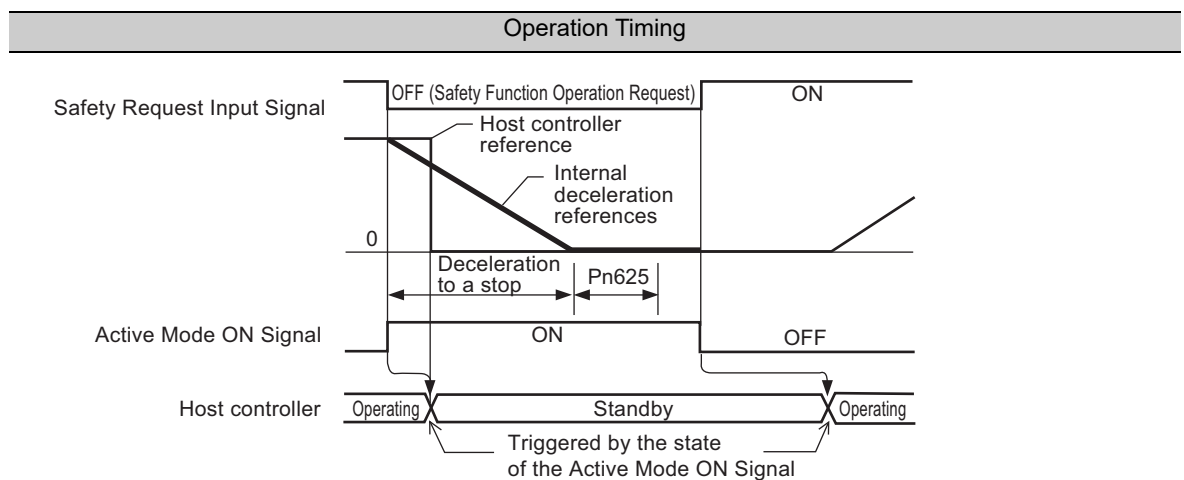 Operation Timing
Safety Request Input Signal
OFF (Safety Function Operation Request)
ON
Host controller
reference
Internal
deceleration
references
0
Deceleration
to a stop
Pn625
Active Mode ON Signal
ON
OFF
Host controller
Operating
Standby
Operating
Triggered by the state
of the Active Mode ON Signal